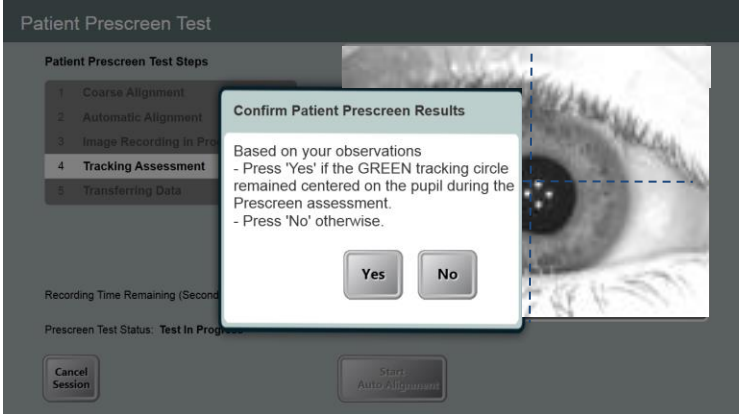 Patient Prescreen Test
Patient Prescreen Test Steps
1 Coarse Alignment
2 Automatic Alignment
3 Image Recording in Pro
4 Tracking Assessment
5 Transferring Data
Confirm Patient Prescreen Results
Based on your observations
- Press 'Yes' if the GREEN tracking circle
remained centered on the pupil during the
Prescreen assessment.
- Press 'No' otherwise.
Yes No
Recording Time Remaining (Second
Prescreen Test Status: Test In Progress
Cancel
Session
Start
Auto Alignment